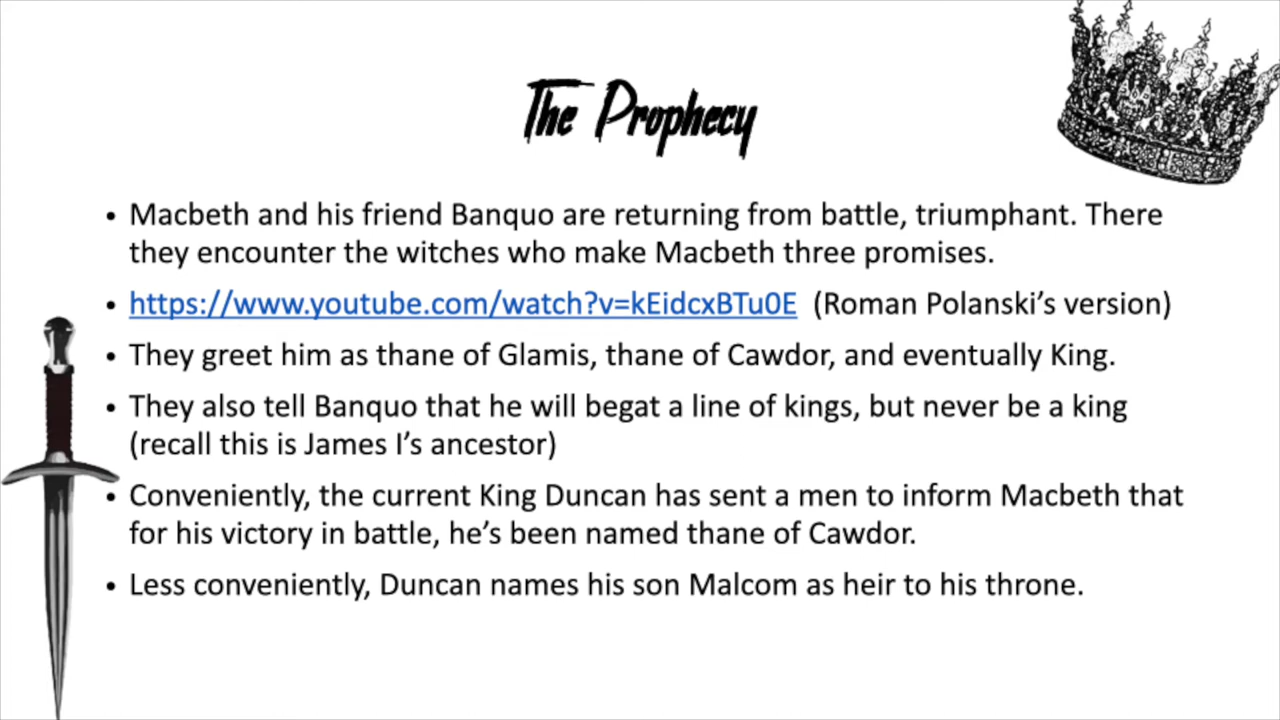 The Prophecy
• Macbeth and his friend Banquo are returning from battle, triumphant. There
they encounter the witches who make Macbeth three promises.
• https://www.youtube.com/watch?v=kEidcxBTu0E (Roman Polanski’s version)
• They greet him as thane of Glamis, thane of Cawdor, and eventually King.
• They also tell Banquo that he will begat a line of kings, but never be a king
(recall this is James I’s ancestor)
• Conveniently, the current King Duncan has sent a men to inform Macbeth that
for his victory in battle, he’s been named thane of Cawdor.
• Less conveniently, Duncan names his son Malcom as heir to his throne.